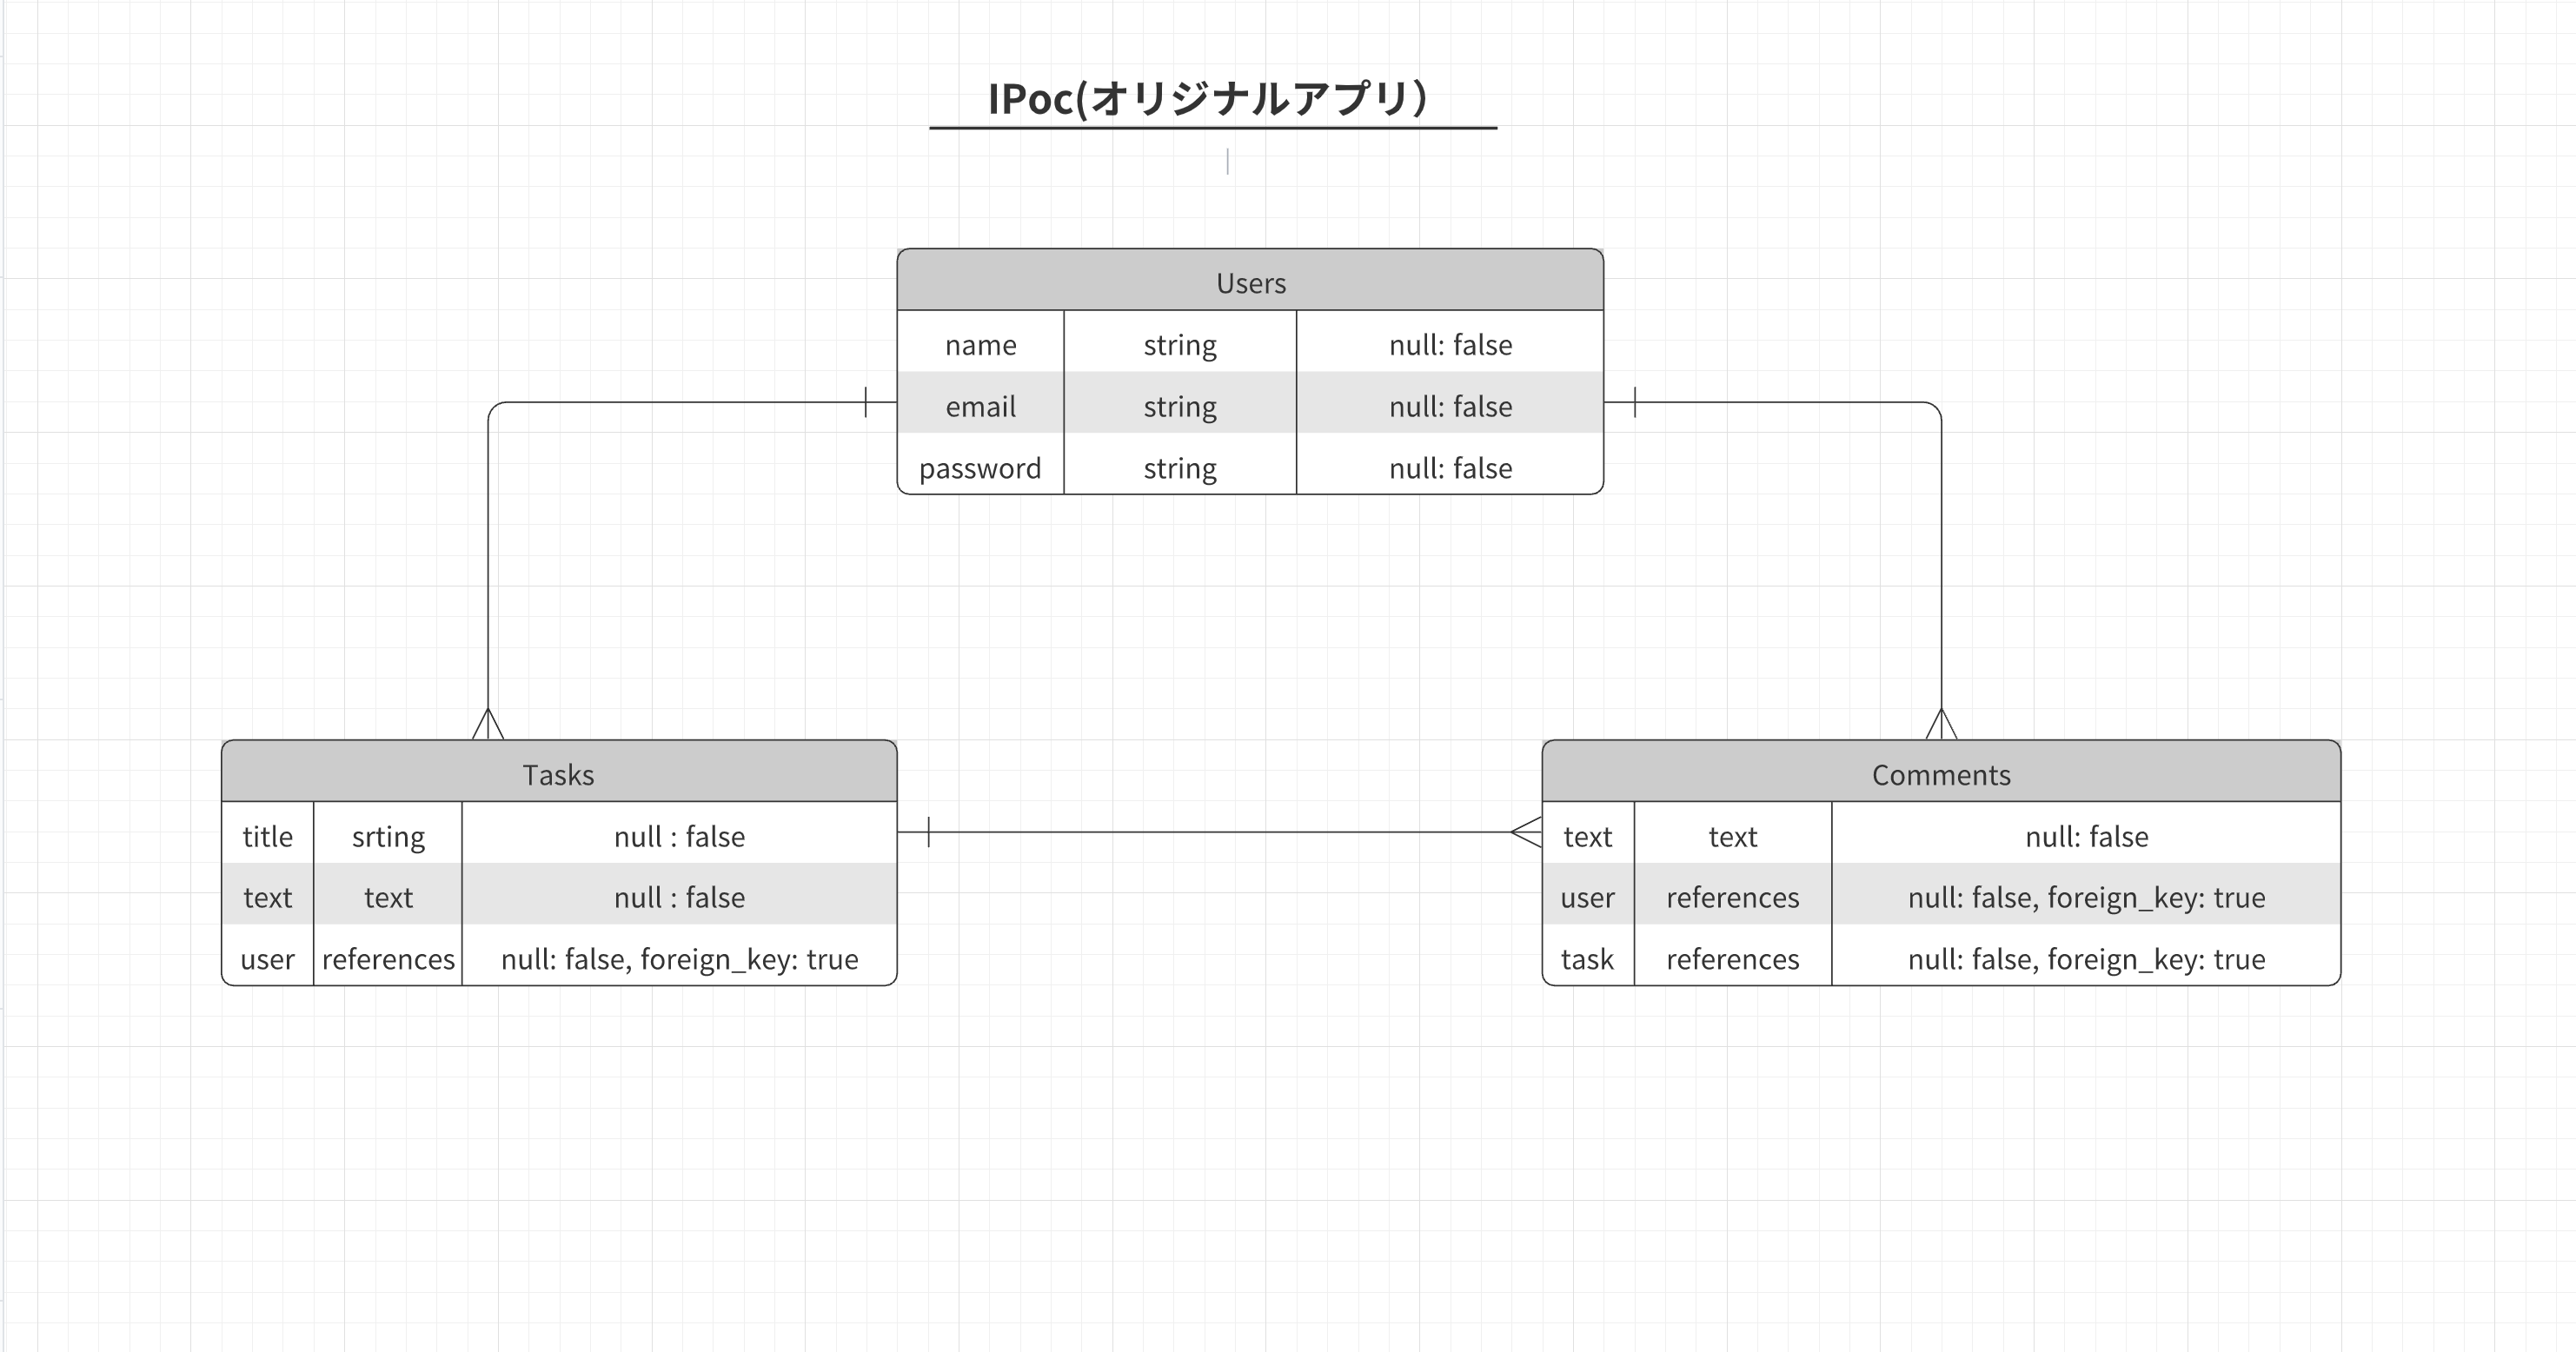 IPoc(オリジナルアプリ）
Users
name string null: false
email string null: false
password string null: false
Tasks
title srting null : false
text text null : false
user references null: false, foreign_key: true
Comments
text text null: false
user references null: false, foreign_key: true
task references null: false, foreign_key: true